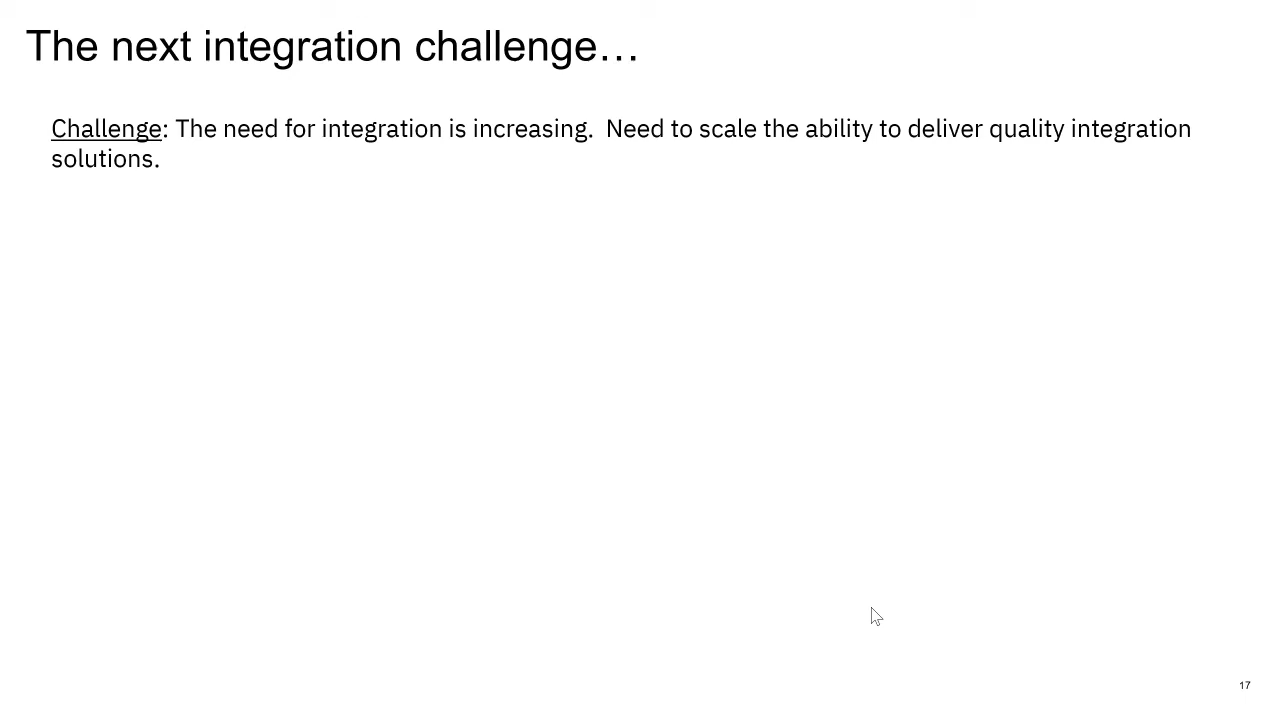 The next integration challenge…
Challenge: The need for integration is increasing.  Need to scale the ability to deliver quality integration
solutions.
17